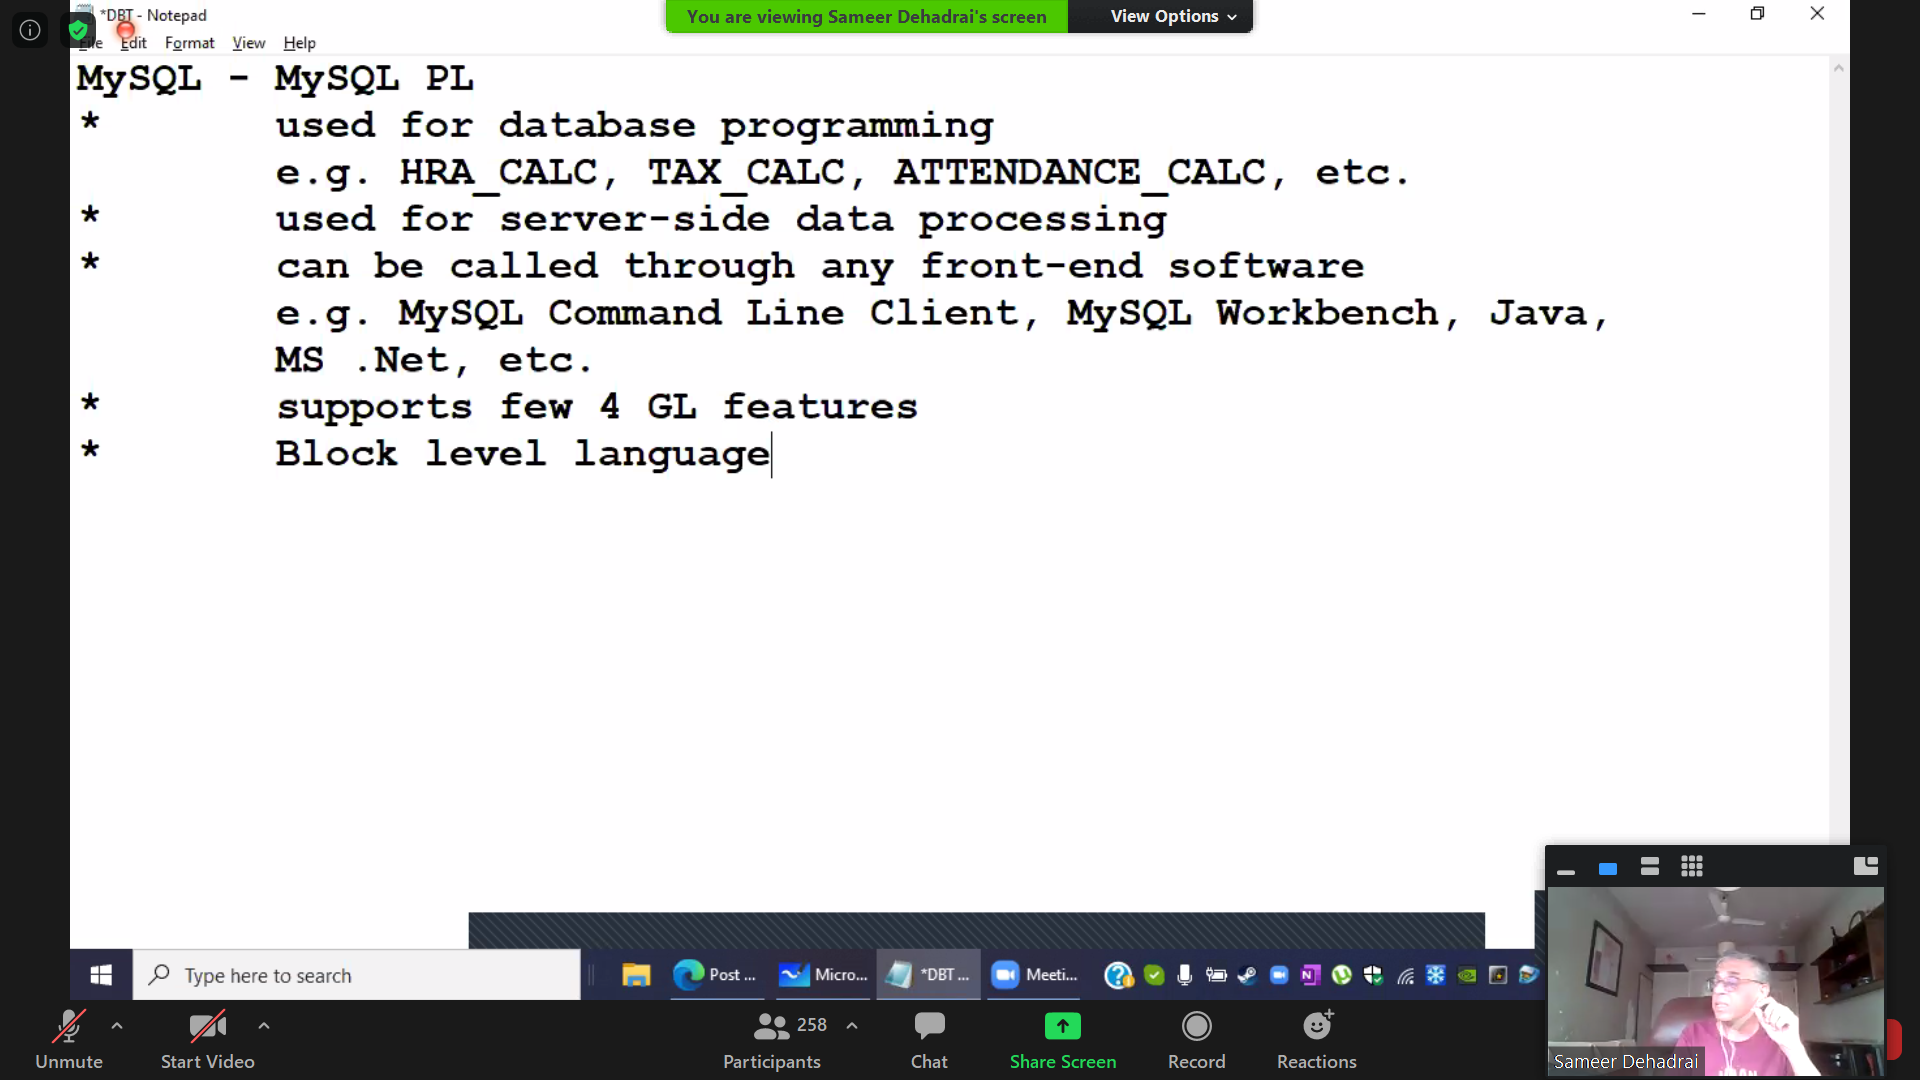 *DBT - Notepad
You are viewing Sameer Dehadrai's screen
View Options
File Edit Format View Help
MySQL - MySQL PL
* used for database programming
e.g. HRA_CALC, TAX_CALC, ATTENDANCE_CALC, etc.
* used for server-side data processing
* can be called through any front-end software
e.g. MySQL Command Line Client, MySQL Workbench, Java,
MS .Net, etc.
* supports few 4 GL features
* Block level language
Type here to search
Post ...
Micro...
*DBT ...
Meeti...
Unmute
Start Video
258
Participants
Chat
Share Screen
Record
Reactions
Sameer Dehadrai